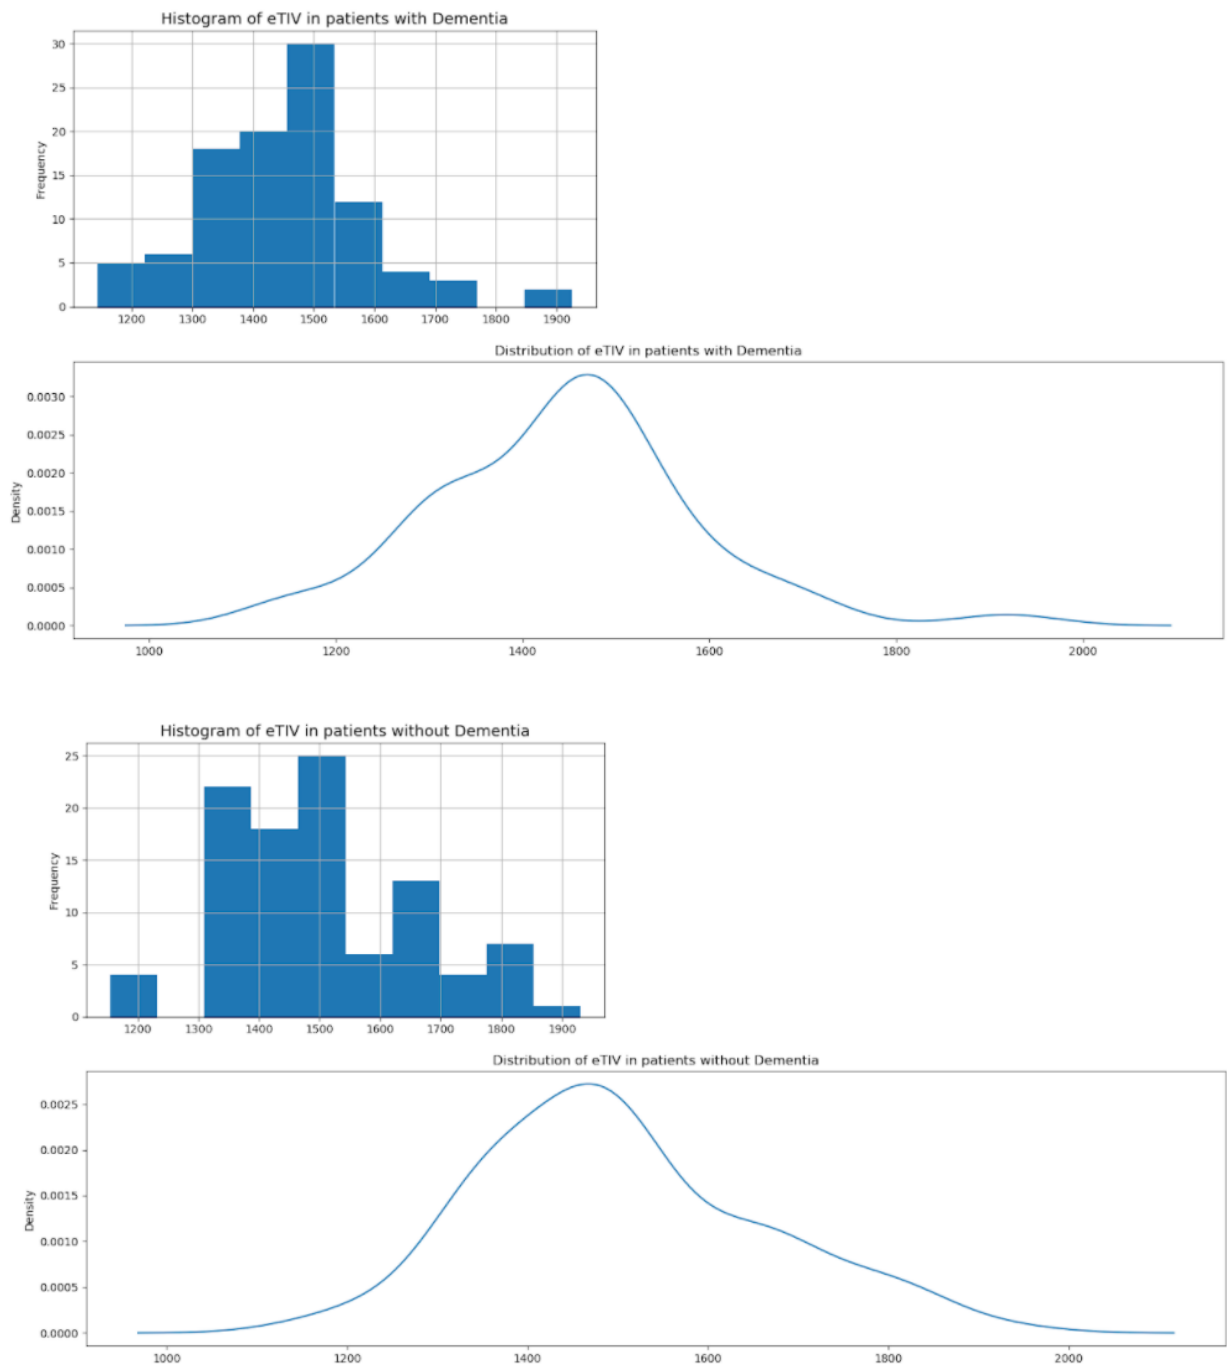 Histogram of eTIV in patients with Dementia
30
25
20
15
10
5
0
Frequency
1200 1300 1400 1500 1600 1700 1800 1900
Distribution of eTIV in patients with Dementia
0.0030
0.0025
0.0020
0.0015
0.0010
0.0005
0.0000
Density
1000 1200 1400 1600 1800 2000
Histogram of eTIV in patients without Dementia
25
20
15
10
5
0
Frequency
1200 1300 1400 1500 1600 1700 1800 1900
Distribution of eTIV in patients without Dementia
0.0025
0.0020
0.0015
0.0010
0.0005
0.0000
Density
1000 1200 1400 1600 1800 2000